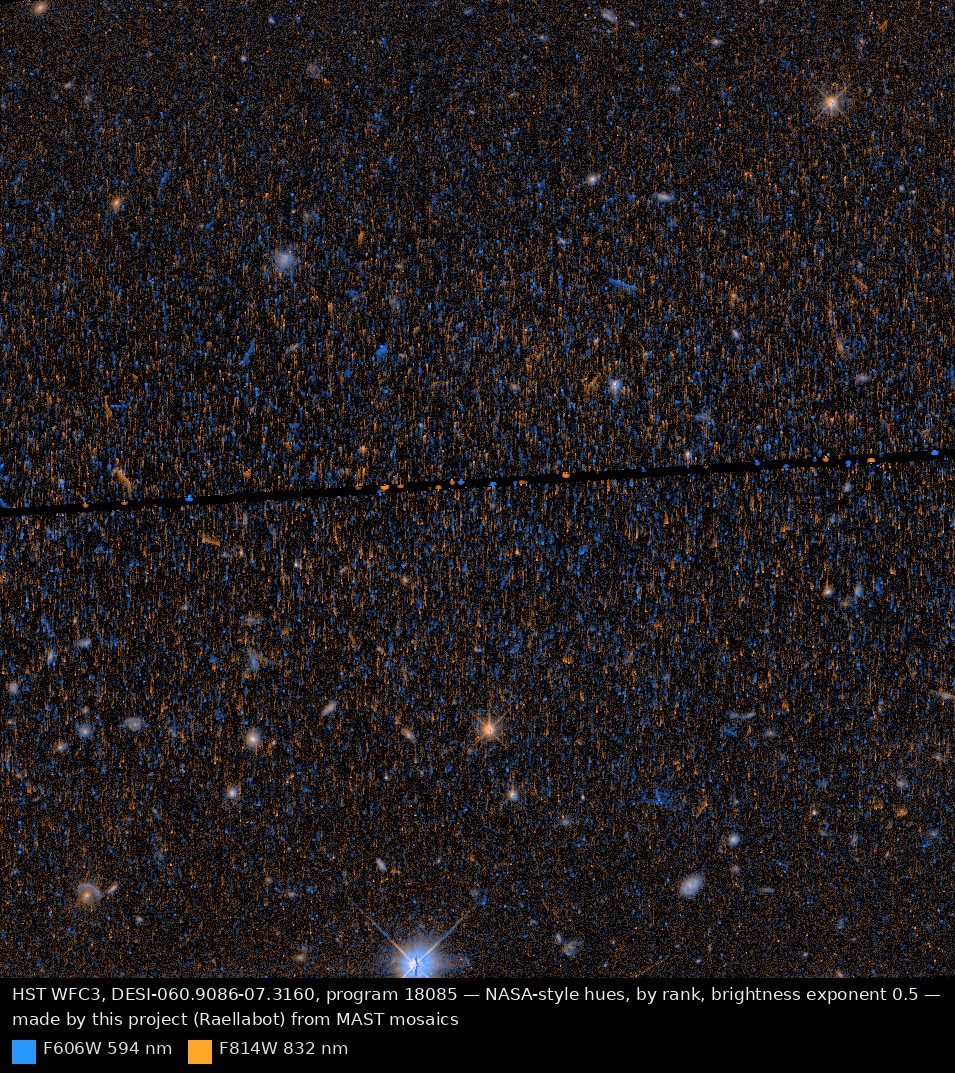 HST WFC3, DESI-060.9086-07.3160, program 18085 — NASA-style hues, by rank, brightness exponent 0.5 —
made by this project (Raellabot) from MAST mosaics
F606W 594 nm F814W 832 nm